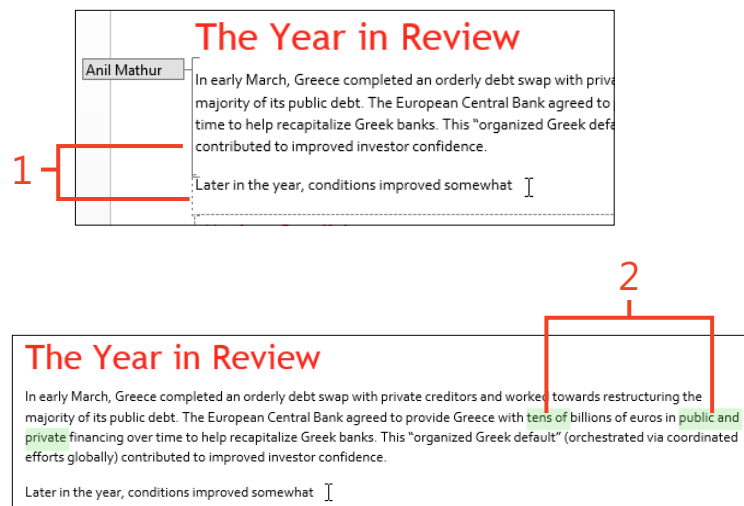 The Year in Review
Anil Mathur
In early March, Greece completed an orderly debt swap with priva
majority of its public debt. The European Central Bank agreed to
time to help recapitalize Greek banks. This “organized Greek defa
contributed to improved investor confidence.
1
Later in the year, conditions improved somewhat
2
The Year in Review
In early March, Greece completed an orderly debt swap with private creditors and worked towards restructuring the
majority of its public debt. The European Central Bank agreed to provide Greece with tens of billions of euros in public and
private financing over time to help recapitalize Greek banks. This “organized Greek default” (orchestrated via coordinated
efforts globally) contributed to improved investor confidence.
Later in the year, conditions improved somewhat